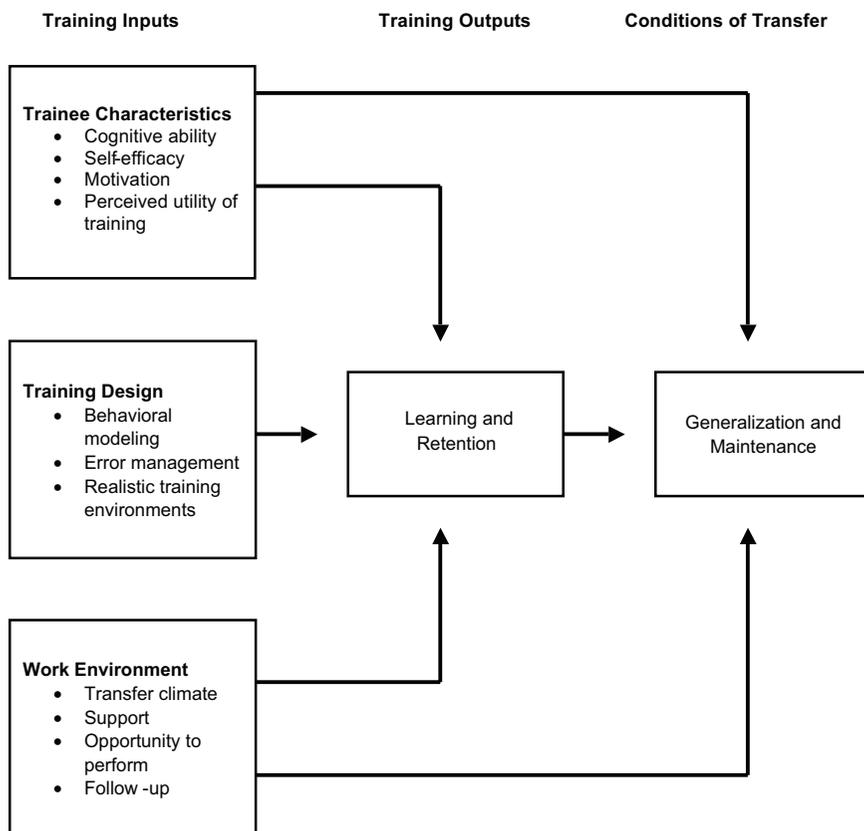 Training Inputs
Training Outputs
Conditions of Transfer
Trainee Characteristics
• Cognitive ability
• Self-efficacy
• Motivation
• Perceived utility of
training
Training Design
• Behavioral
modeling
• Error management
• Realistic training
environments
Learning and
Retention
Generalization and
Maintenance
Work Environment
• Transfer climate
• Support
• Opportunity to
perform
• Follow -up